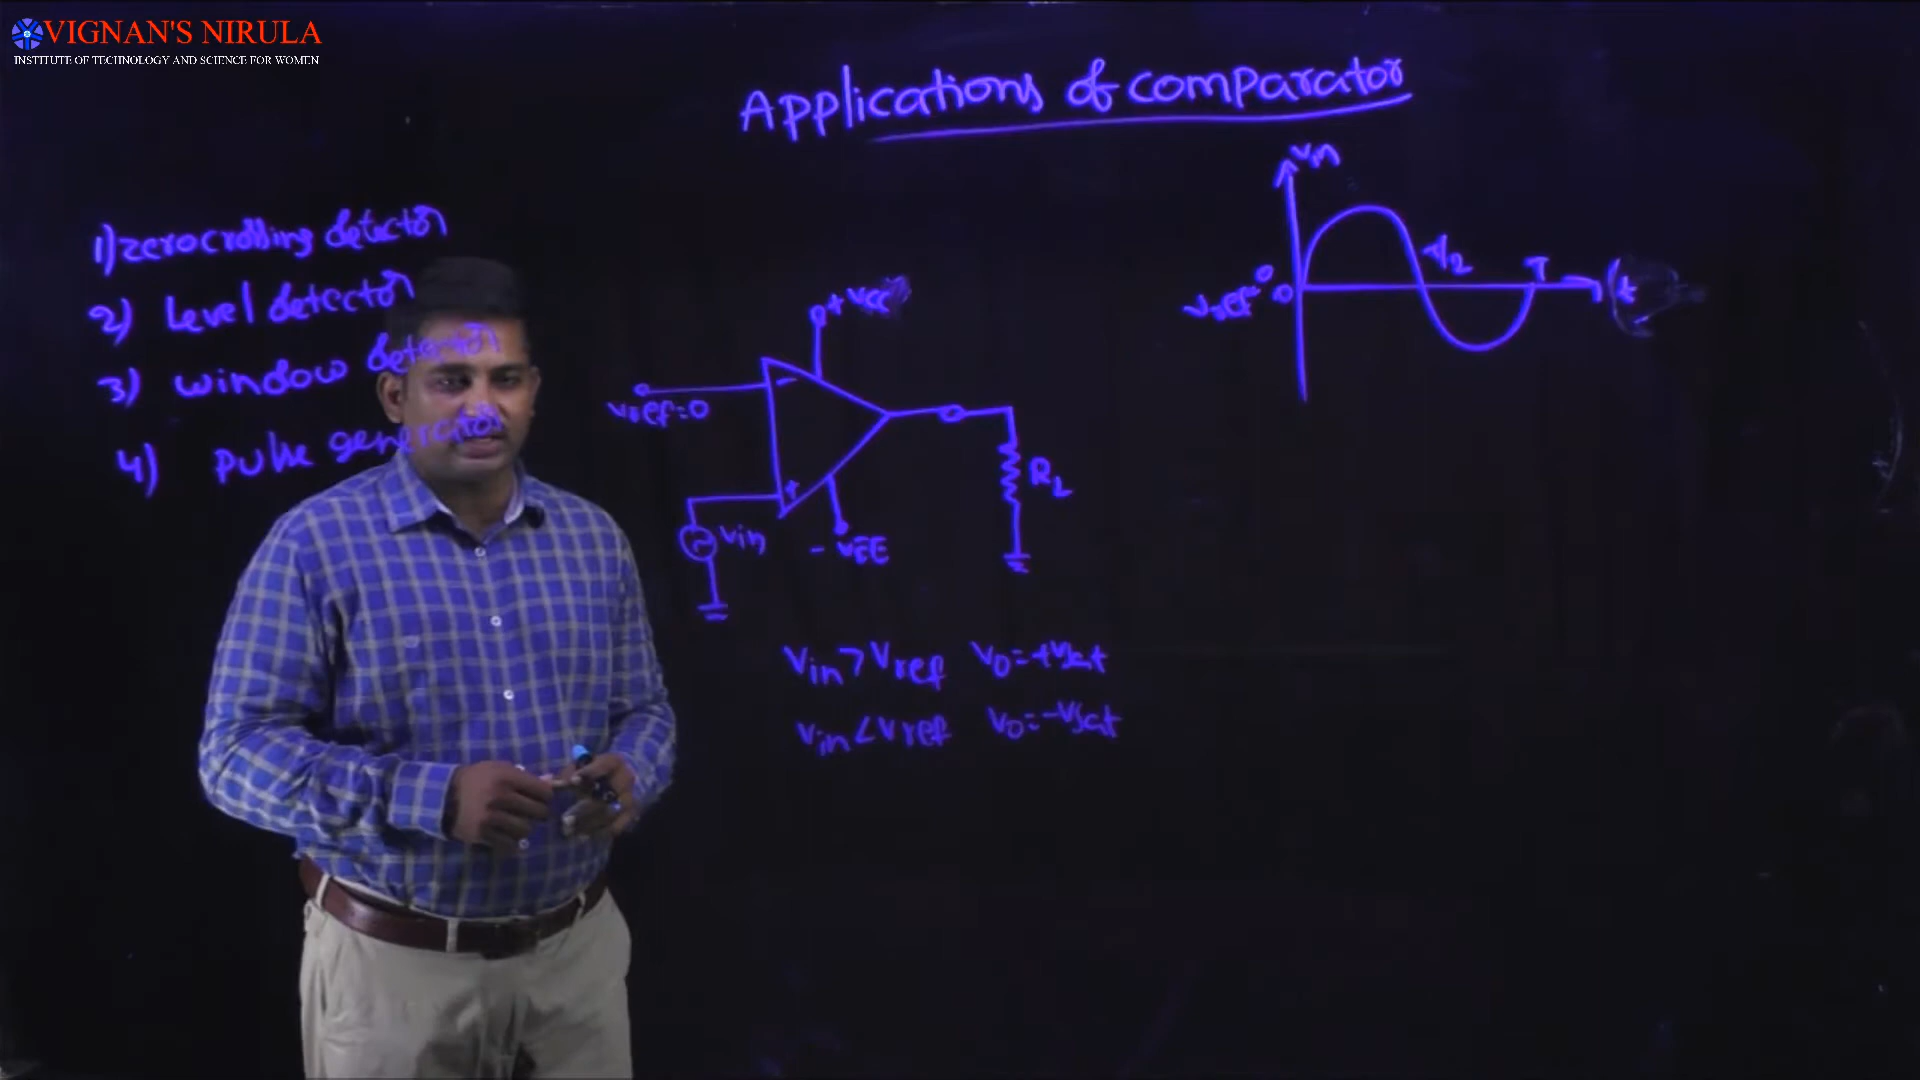 VIGNAN'S NIRULA
INSTITUTE OF TECHNOLOGY AND SCIENCE FOR WOMEN
Applications of comparator
1) zerocrossing detector
2) Level detector
3) window detector
4) pulse generator
+VCC
-
Vref=0
+
Vin
-VEE
RL
Vin
Vref=0
0
T/2
T
t
Vin>Vref Vo=+Vsat
Vin<Vref Vo=-Vsat